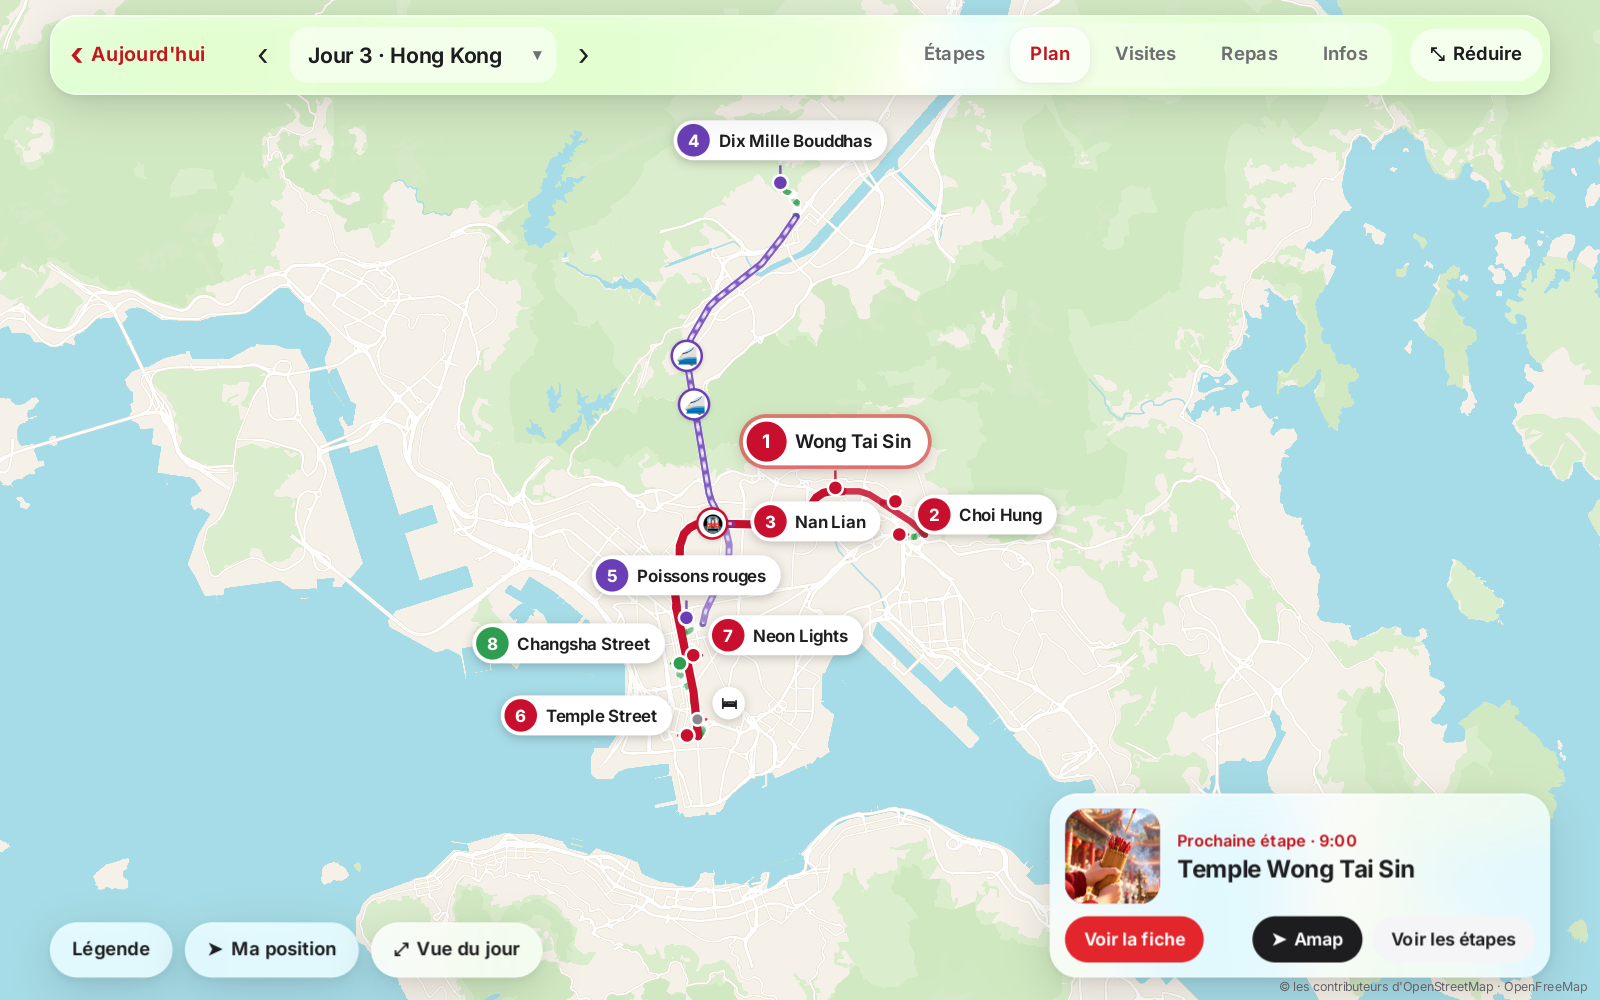 ‹ Aujourd'hui
‹ Jour 3 · Hong Kong ▾ ›
Étapes Plan Visites Repas Infos
⤡ Réduire
4 Dix Mille Bouddhas
1 Wong Tai Sin
3 Nan Lian
2 Choi Hung
5 Poissons rouges
7 Neon Lights
8 Changsha Street
6 Temple Street
Prochaine étape · 9:00
Temple Wong Tai Sin
Voir la fiche
➤ Amap
Voir les étapes
Légende
➤ Ma position
⤢ Vue du jour
© les contributeurs d'OpenStreetMap · OpenFreeMap